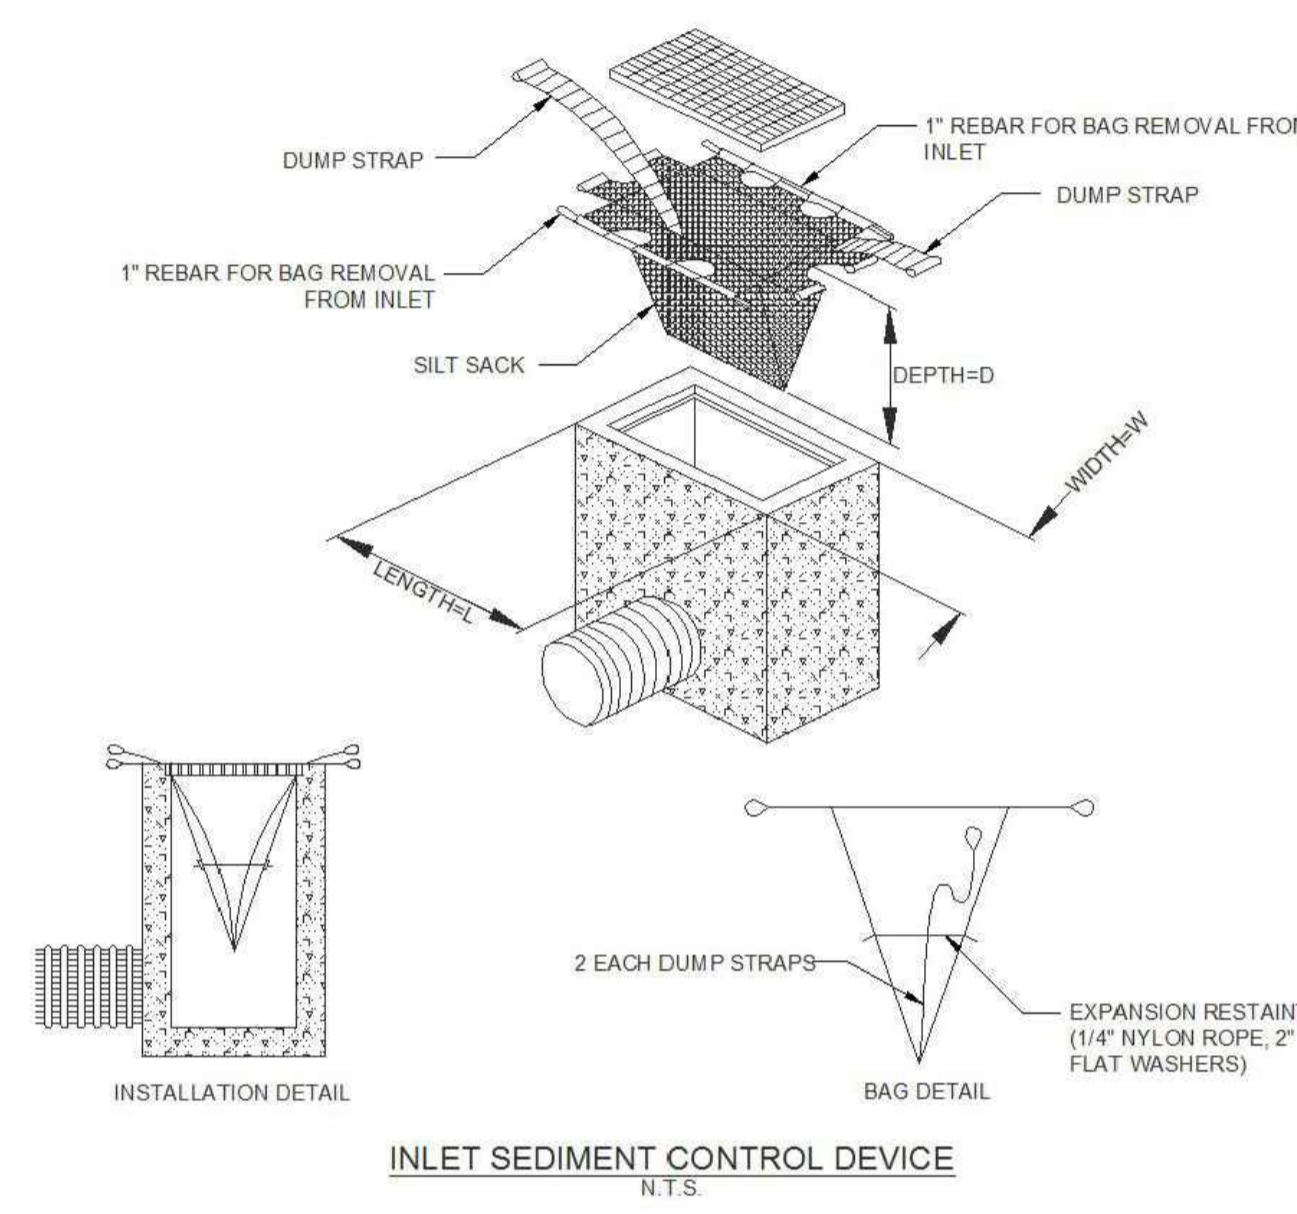 1" REBAR FOR BAG REMOVAL
INLET
DUMP STRAP
DUMP STRAP
1" REBAR FOR BAG REMOVAL
FROM INLET
SILT SACK
DEPTH=D
WIDTH=W
LENGTH=L
2 EACH DUMP STRAPS
EXPANSION
(1/4" NYLON ROPE, 2"
FLAT WASHERS)
INSTALLATION DETAIL
BAG DETAIL
INLET SEDIMENT CONTROL DEVICE
N.T.S.